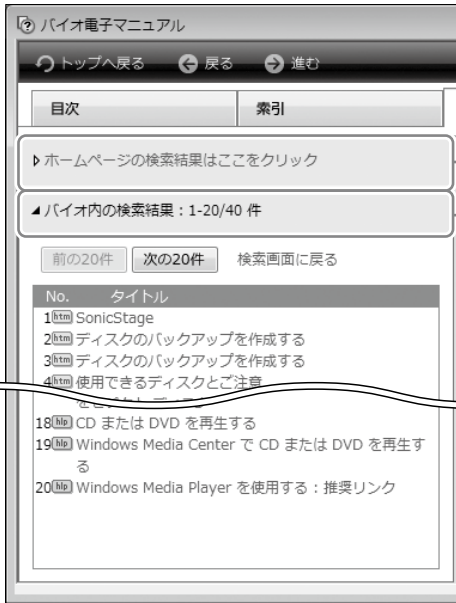 バイオ電子マニュアル
トップへ戻る 戻る 進む
目次 索引
ホームページの検索結果はここをクリック
バイオ内の検索結果：1-20/40 件
前の20件 次の20件 検索画面に戻る
No. タイトル
1 htm SonicStage
2 htm ディスクのバックアップを作成する
3 htm ディスクのバックアップを作成する
4 htm 使用できるディスクとご注意
18 hlp CD または DVD を再生する
19 hlp Windows Media Center で CD または DVD を再生す
る
20 hlp Windows Media Player を使用する：推奨リンク